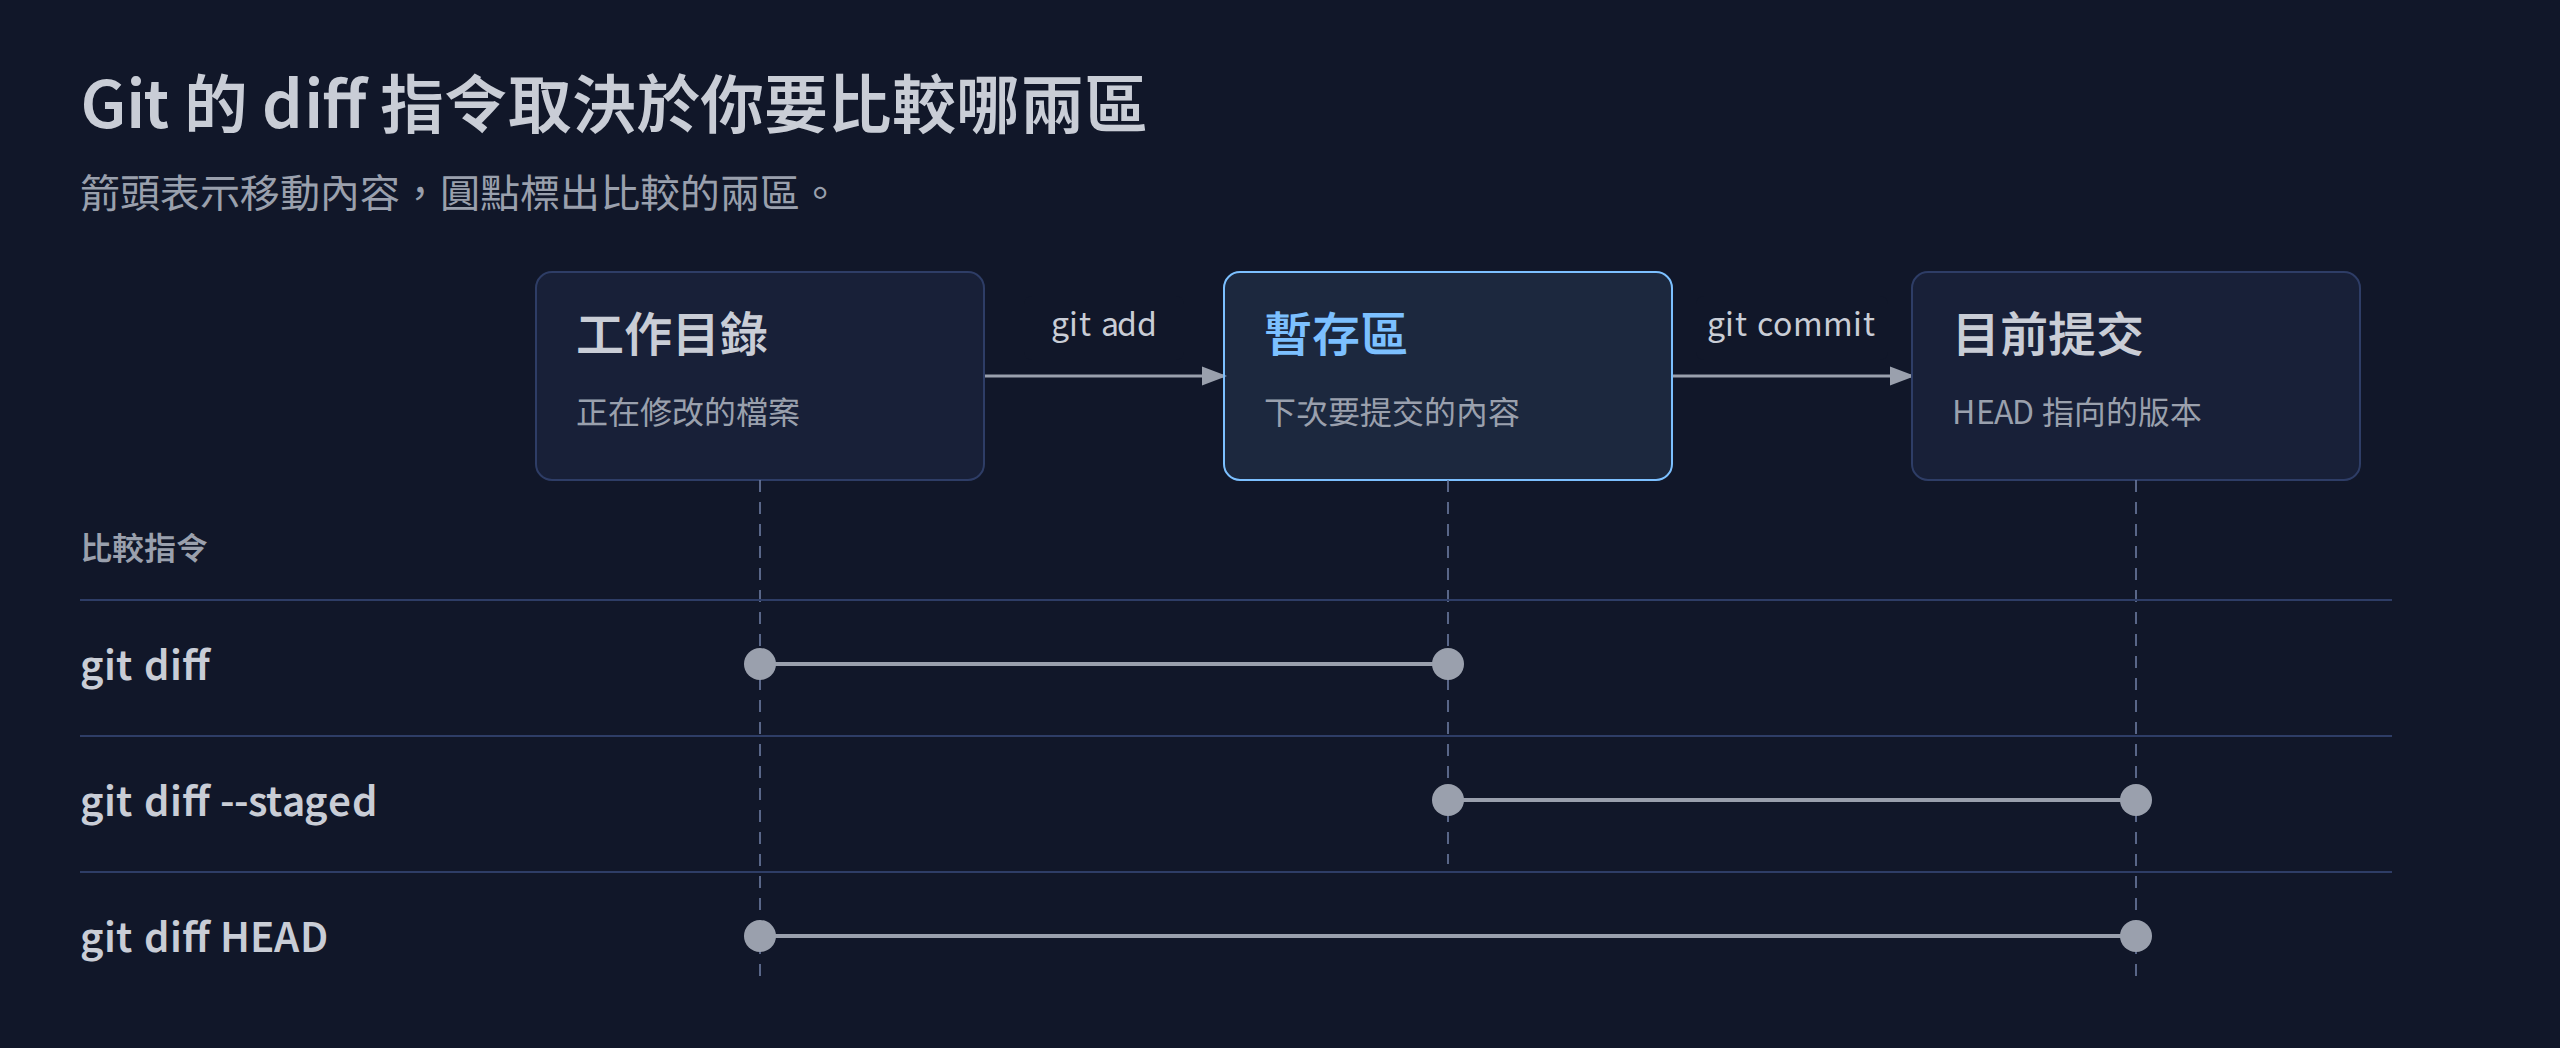 Git 的 diff 指令取決於你要比較哪兩區
箭頭表示移動內容，圓點標出比較的兩區。
工作目錄
正在修改的檔案
git add
暫存區
下次要提交的內容
git commit
目前提交
HEAD 指向的版本
比較指令
git diff
git diff --staged
git diff HEAD